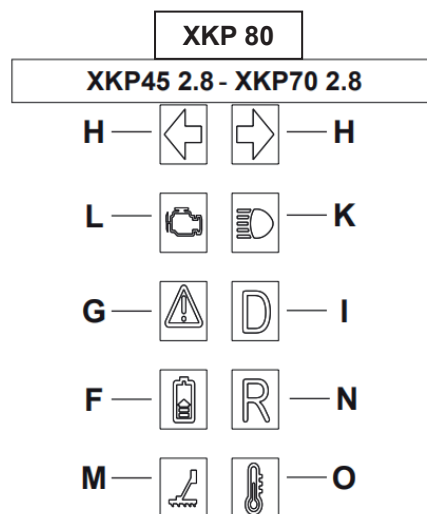 XKP 80
XKP45 2.8 - XKP70 2.8
H H
L K
G D I
F R N
M O